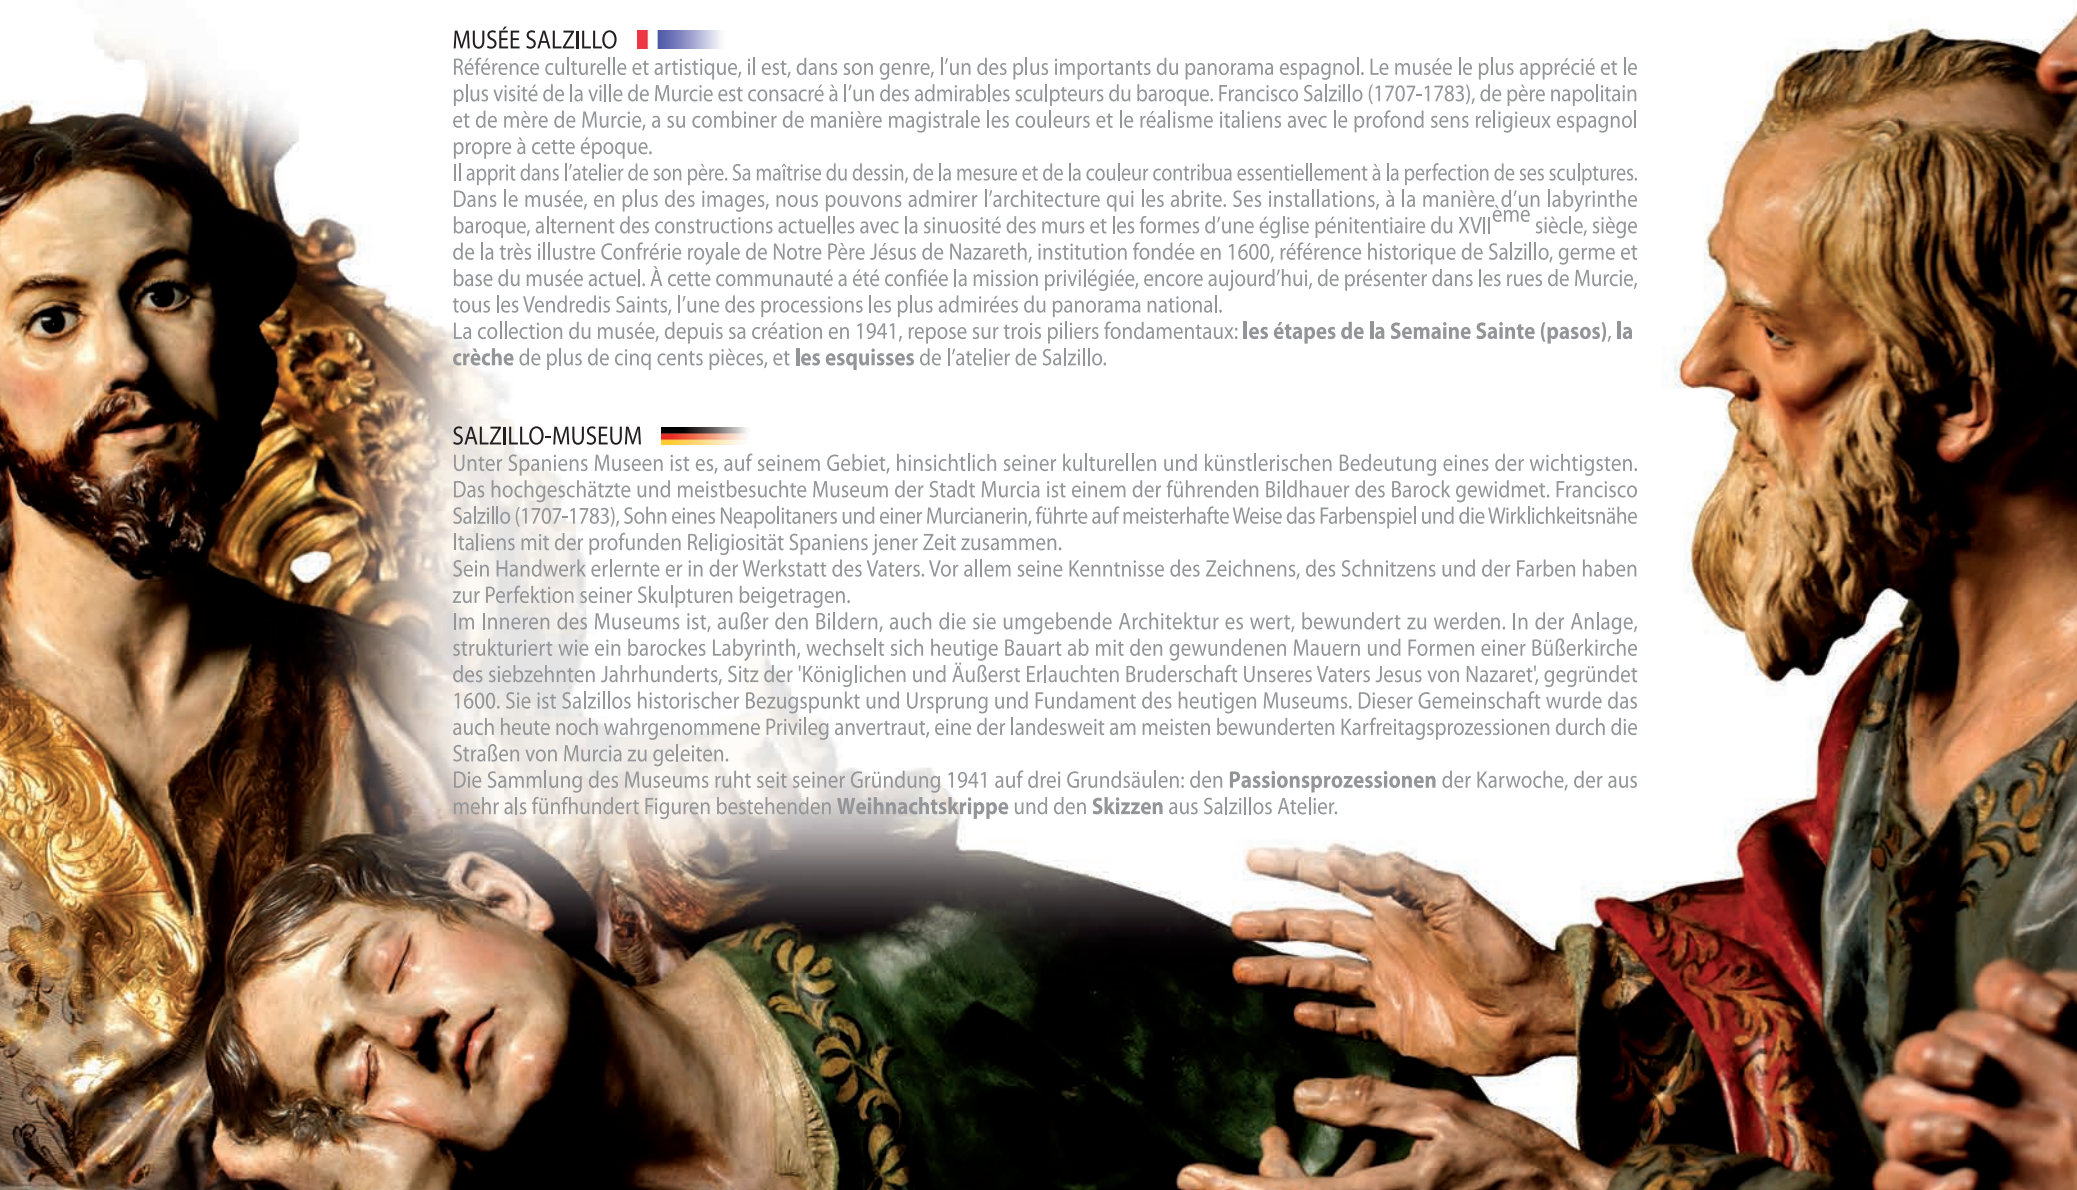 MUSÉE SALZILLO
Référence culturelle et artistique, il est, dans son genre, l'un des plus importants du panorama espagnol. Le musée le plus apprécié et le
plus visité de la ville de Murcie est consacré à l'un des admirables sculpteurs du baroque. Francisco Salzillo (1707-1783), de père napolitain
et de mère de Murcie, a su combiner de manière magistrale les couleurs et le réalisme italiens avec le profond sens religieux espagnol
propre à cette époque.
Il apprit dans l'atelier de son père. Sa maîtrise du dessin, de la mesure et de la couleur contribua essentiellement à la perfection de ses sculptures.
Dans le musée, en plus des images, nous pouvons admirer l'architecture qui les abrite. Ses installations, à la manière d'un labyrinthe
baroque, alternent des constructions actuelles avec la sinuosité des murs et les formes d'une église pénitentiaire du XVIIème siècle, siège
de la très illustre Confrérie royale de Notre Père Jésus de Nazareth, institution fondée en 1600, référence historique de Salzillo, germe et
base du musée actuel. À cette communauté a été confiée la mission privilégiée, encore aujourd'hui, de présenter dans les rues de Murcie,
tous les Vendredis Saints, l'une des processions les plus admirées du panorama national.
La collection du musée, depuis sa création en 1941, repose sur trois piliers fondamentaux: les étapes de la Semaine Sainte (pasos), la
crèche de plus de cinq cents pièces, et les esquisses de l'atelier de Salzillo.
SALZILLO-MUSEUM
Unter Spaniens Museen ist es, auf seinem Gebiet, hinsichtlich seiner kulturellen und künstlerischen Bedeutung eines der wichtigsten.
Das hochgeschätzte und meistbesuchte Museum der Stadt Murcia ist einem der führenden Bildhauer des Barock gewidmet. Francisco
Salzillo (1707-1783), Sohn eines Neapolitaners und einer Murcianerin, führte auf meisterhafte Weise das Farbenspiel und die Wirklichkeitsnähe
Italiens mit der profunden Religiosität Spaniens jener Zeit zusammen.
Sein Handwerk erlernte er in der Werkstatt des Vaters. Vor allem seine Kenntnisse des Zeichnens, des Schnitzens und der Farben haben
zur Perfektion seiner Skulpturen beigetragen.
Im Inneren des Museums ist, außer den Bildern, auch die sie umgebende Architektur es wert, bewundert zu werden. In der Anlage,
strukturiert wie ein barockes Labyrinth, wechselt sich heutige Bauart ab mit den gewundenen Mauern und Formen einer Büßerkirche
des siebzehnten Jahrhunderts, Sitz der 'Königlichen und Äußerst Erlauchten Bruderschaft Unseres Vaters Jesus von Nazaret', gegründet
1600. Sie ist Salzillos historischer Bezugspunkt und Ursprung und Fundament des heutigen Museums. Dieser Gemeinschaft wurde das
auch heute noch wahrgenommene Privileg anvertraut, eine der landesweit am meisten bewunderten Karfreitagsprozessionen durch die
Straßen von Murcia zu geleiten.
Die Sammlung des Museums ruht seit seiner Gründung 1941 auf drei Grundsäulen: den Passionsprozessionen der Karwoche, der aus
mehr als fünfhundert Figuren bestehenden Weihnachtskrippe und den Skizzen aus Salzillos Atelier.